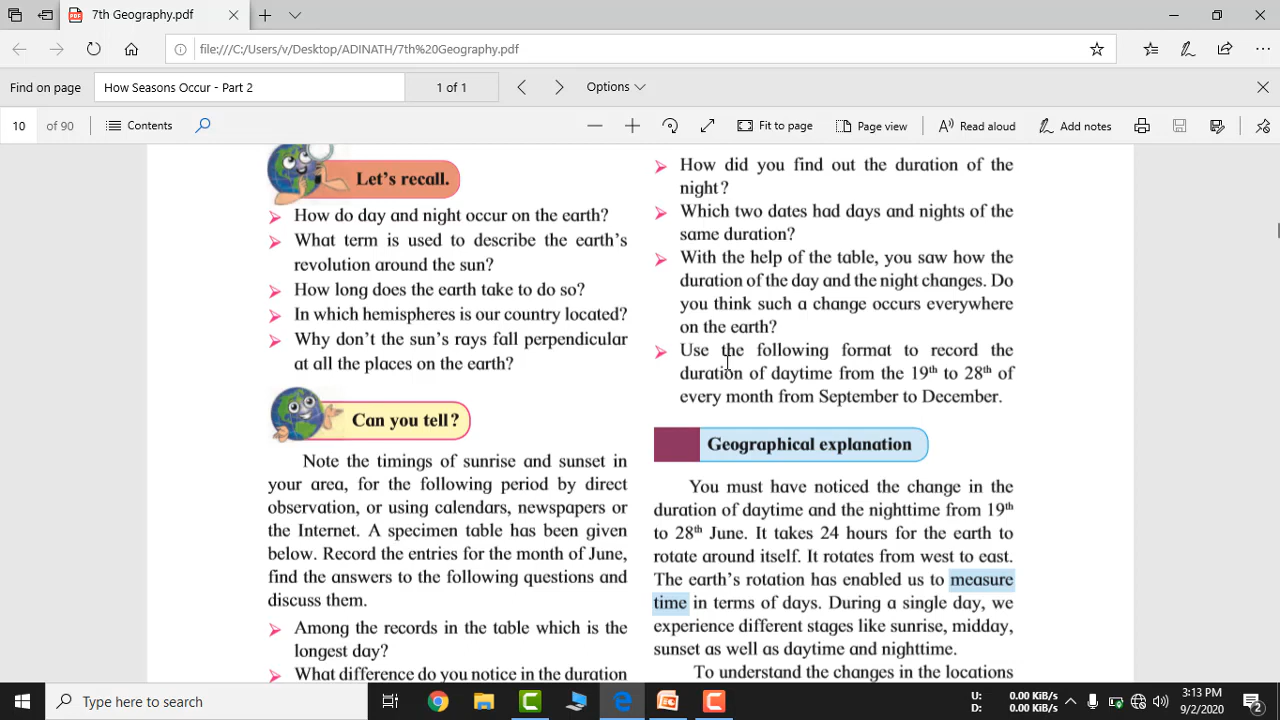 7th Geography.pdf
file:///C:/Users/v/Desktop/ADINATH/7th%20Geography.pdf
Find on page
How Seasons Occur - Part 2
1 of 1
Options
10 of 90
Contents
Fit to page
Page view
Read aloud
Add notes
Let's recall.
➢ How do day and night occur on the earth?
➢ What term is used to describe the earth's
revolution around the sun?
➢ How long does the earth take to do so?
➢ In which hemispheres is our country located?
➢ Why don't the sun's rays fall perpendicular
at all the places on the earth?
Can you tell?
Note the timings of sunrise and sunset in
your area, for the following period by direct
observation, or using calendars, newspapers or
the Internet. A specimen table has been given
below. Record the entries for the month of June,
find the answers to the following questions and
discuss them.
➢ Among the records in the table which is the
longest day?
➢ What difference do you notice in the duration
➢ How did you find out the duration of the
night?
➢ Which two dates had days and nights of the
same duration?
➢ With the help of the table, you saw how the
duration of the day and the night changes. Do
you think such a change occurs everywhere
on the earth?
➢ Use the following format to record the
duration of daytime from the 19th to 28th of
every month from September to December.
Geographical explanation
You must have noticed the change in the
duration of daytime and the nighttime from 19th
to 28th June. It takes 24 hours for the earth to
rotate around itself. It rotates from west to east.
The earth's rotation has enabled us to measure
time in terms of days. During a single day, we
experience different stages like sunrise, midday,
sunset as well as daytime and nighttime.
To understand the changes in the locations
Type here to search
U: 0.00 KiB/s
D: 0.00 KiB/s
3:13 PM
9/2/2020
2